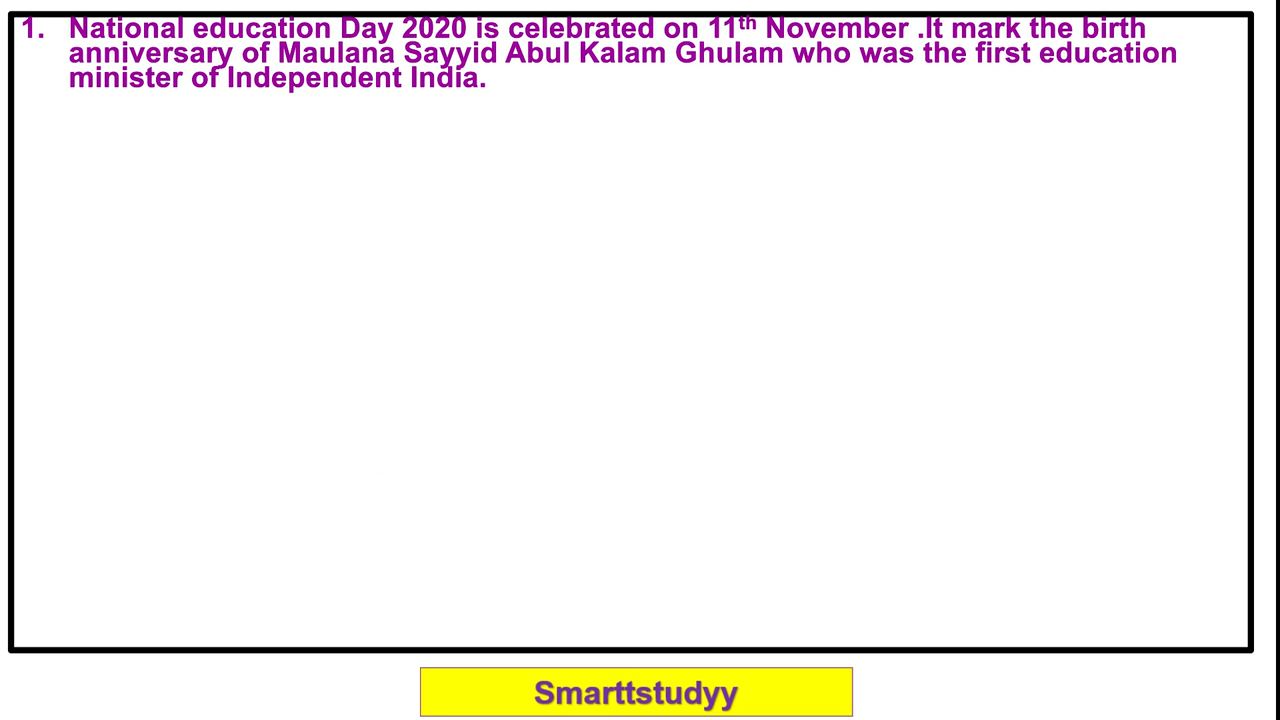 1. National education Day 2020 is celebrated on 11th November .It mark the birth
anniversary of Maulana Sayyid Abul Kalam Ghulam who was the first education
minister of Independent India.
Smarttstudyy